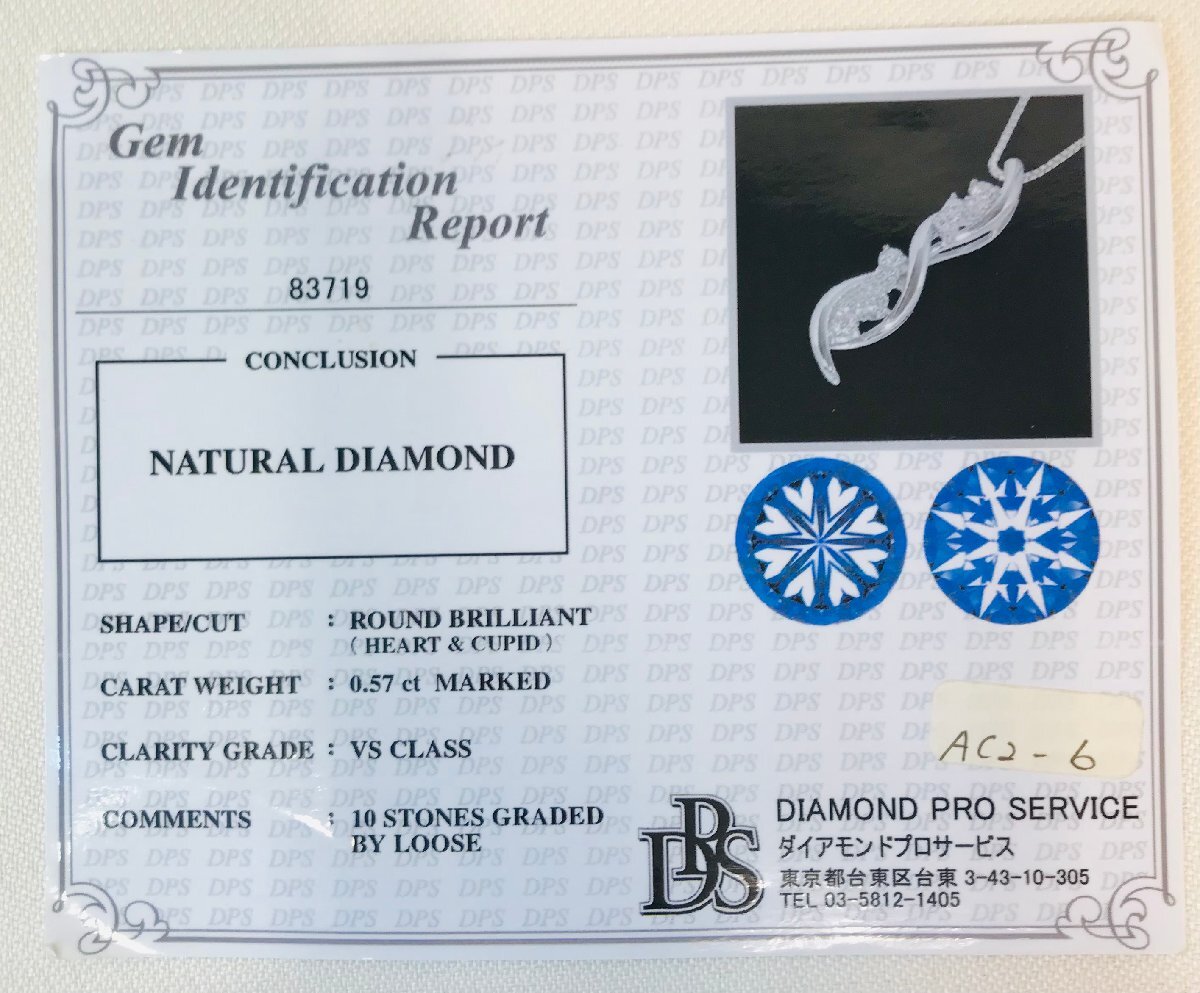 Gem
Identification
Report
83719
CONCLUSION
NATURAL DIAMOND
SHAPE/CUT : ROUND BRILLIANT
(HEART & CUPID)
CARAT WEIGHT : 0.57 ct MARKED
CLARITY GRADE : VS CLASS
COMMENTS : 10 STONES GRADED
BY LOOSE
AC2-6
DPS
DIAMOND PRO SERVICE
ダイアモンドプロサービス
東京都台東区台東 3-43-10-305
TEL 03-5812-1405